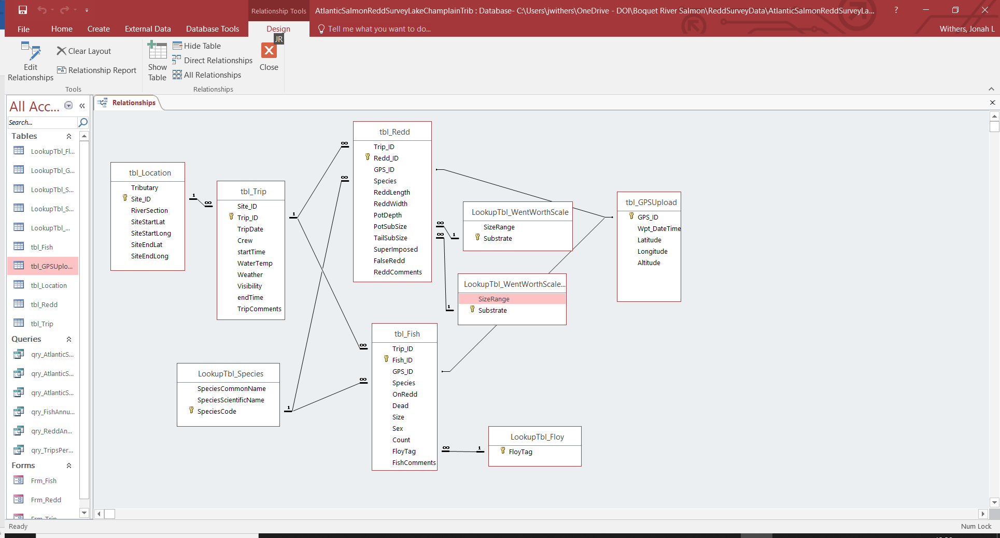 Relationship Tools
AtlanticSalmonReddSurveyLakeChamplainTrib : Database- C:\Users\jwithers\OneDrive - DOI\Boquet River Salmon\ReddSurveyData\AtlanticSalmonReddSurveyLa...
?
File
Home
Create
External Data
Database Tools
Design
Tell me what you want to do...
Withers, Jonah L
JR
Edit
Relationships
Clear Layout
Relationship Report
Tools
Show
Table
Hide Table
Direct Relationships
All Relationships
Relationships
Close
All Acc...
Search...
Tables
LookupTbl_Fl...
LookupTbl_G...
LookupTbl_S...
LookupTbl_S...
LookupTbl_...
tbl_Fish
tbl_GPSUplo...
tbl_Location
tbl_Redd
tbl_Trip
Queries
qry_AtlanticS...
qry_AtlanticS...
qry_AtlanticS...
qry_FishAnnu...
qry_ReddAn...
qry_TripsPer...
Forms
Frm_Fish
Frm_Redd
Frm_Trip
Relationships
tbl_Location
Tributary
Site_ID
RiverSection
SiteStartLat
SiteStartLong
SiteEndLat
SiteEndLong
1
∞
tbl_Trip
Site_ID
Trip_ID
TripDate
Crew
startTime
WaterTemp
Weather
Visibility
endTime
TripComments
1
∞
∞
∞
∞
tbl_Redd
Trip_ID
Redd_ID
GPS_ID
Species
ReddLength
ReddWidth
PotDepth
PotSubSize
TailSubSize
SuperImposed
FalseRedd
ReddComments
∞
∞
1
1
LookupTbl_WentWorthScale
SizeRange
Substrate
LookupTbl_WentWorthScale...
SizeRange
Substrate
tbl_GPSUpload
GPS_ID
Wpt_DateTime
Latitude
Longitude
Altitude
LookupTbl_Species
SpeciesCommonName
SpeciesScientificName
SpeciesCode
1
tbl_Fish
Trip_ID
Fish_ID
GPS_ID
Species
OnRedd
Dead
Size
Sex
Count
FloyTag
FishComments
∞
1
LookupTbl_Floy
FloyTag
Ready
Num Lock